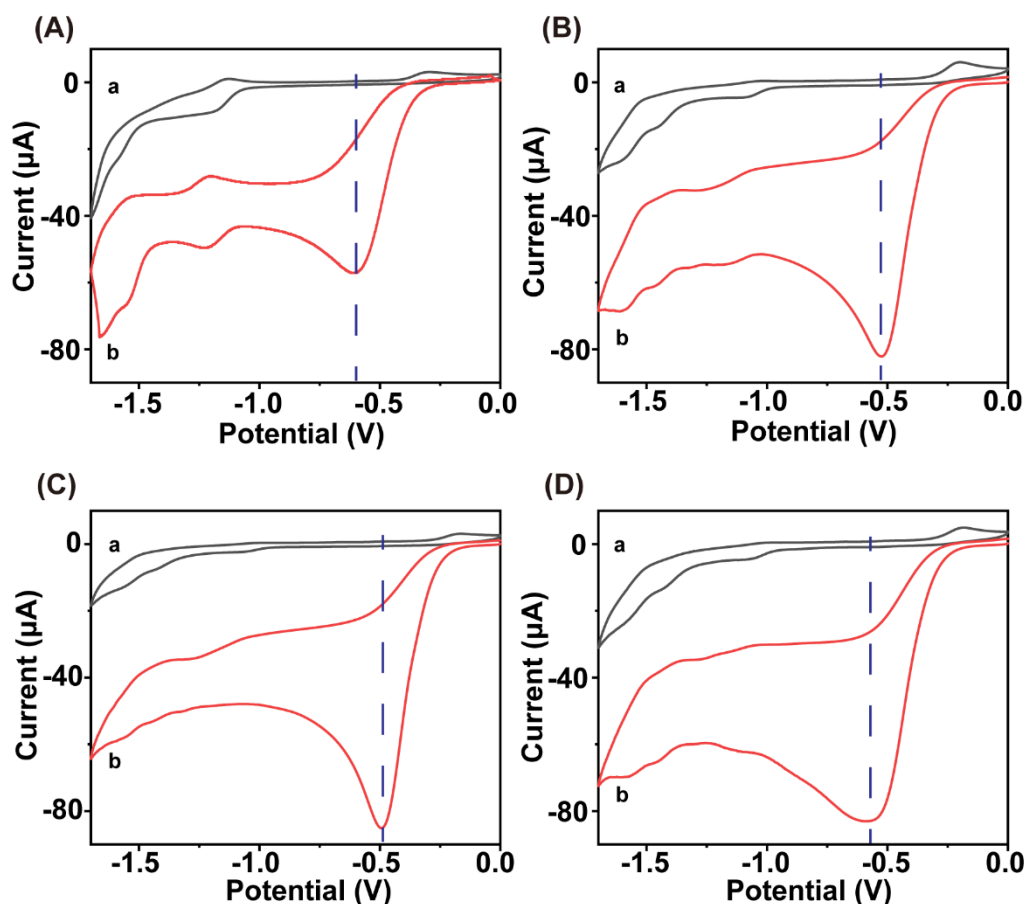 (A)
Current (µA)
0
-40
-80
a
b
-1.5 -1.0 -0.5 0.0
Potential (V)
(B)
Current (µA)
0
-40
-80
a
b
-1.5 -1.0 -0.5 0.0
Potential (V)
(C)
Current (µA)
0
-40
-80
a
b
-1.5 -1.0 -0.5 0.0
Potential (V)
(D)
Current (µA)
0
-40
-80
a
b
-1.5 -1.0 -0.5 0.0
Potential (V)